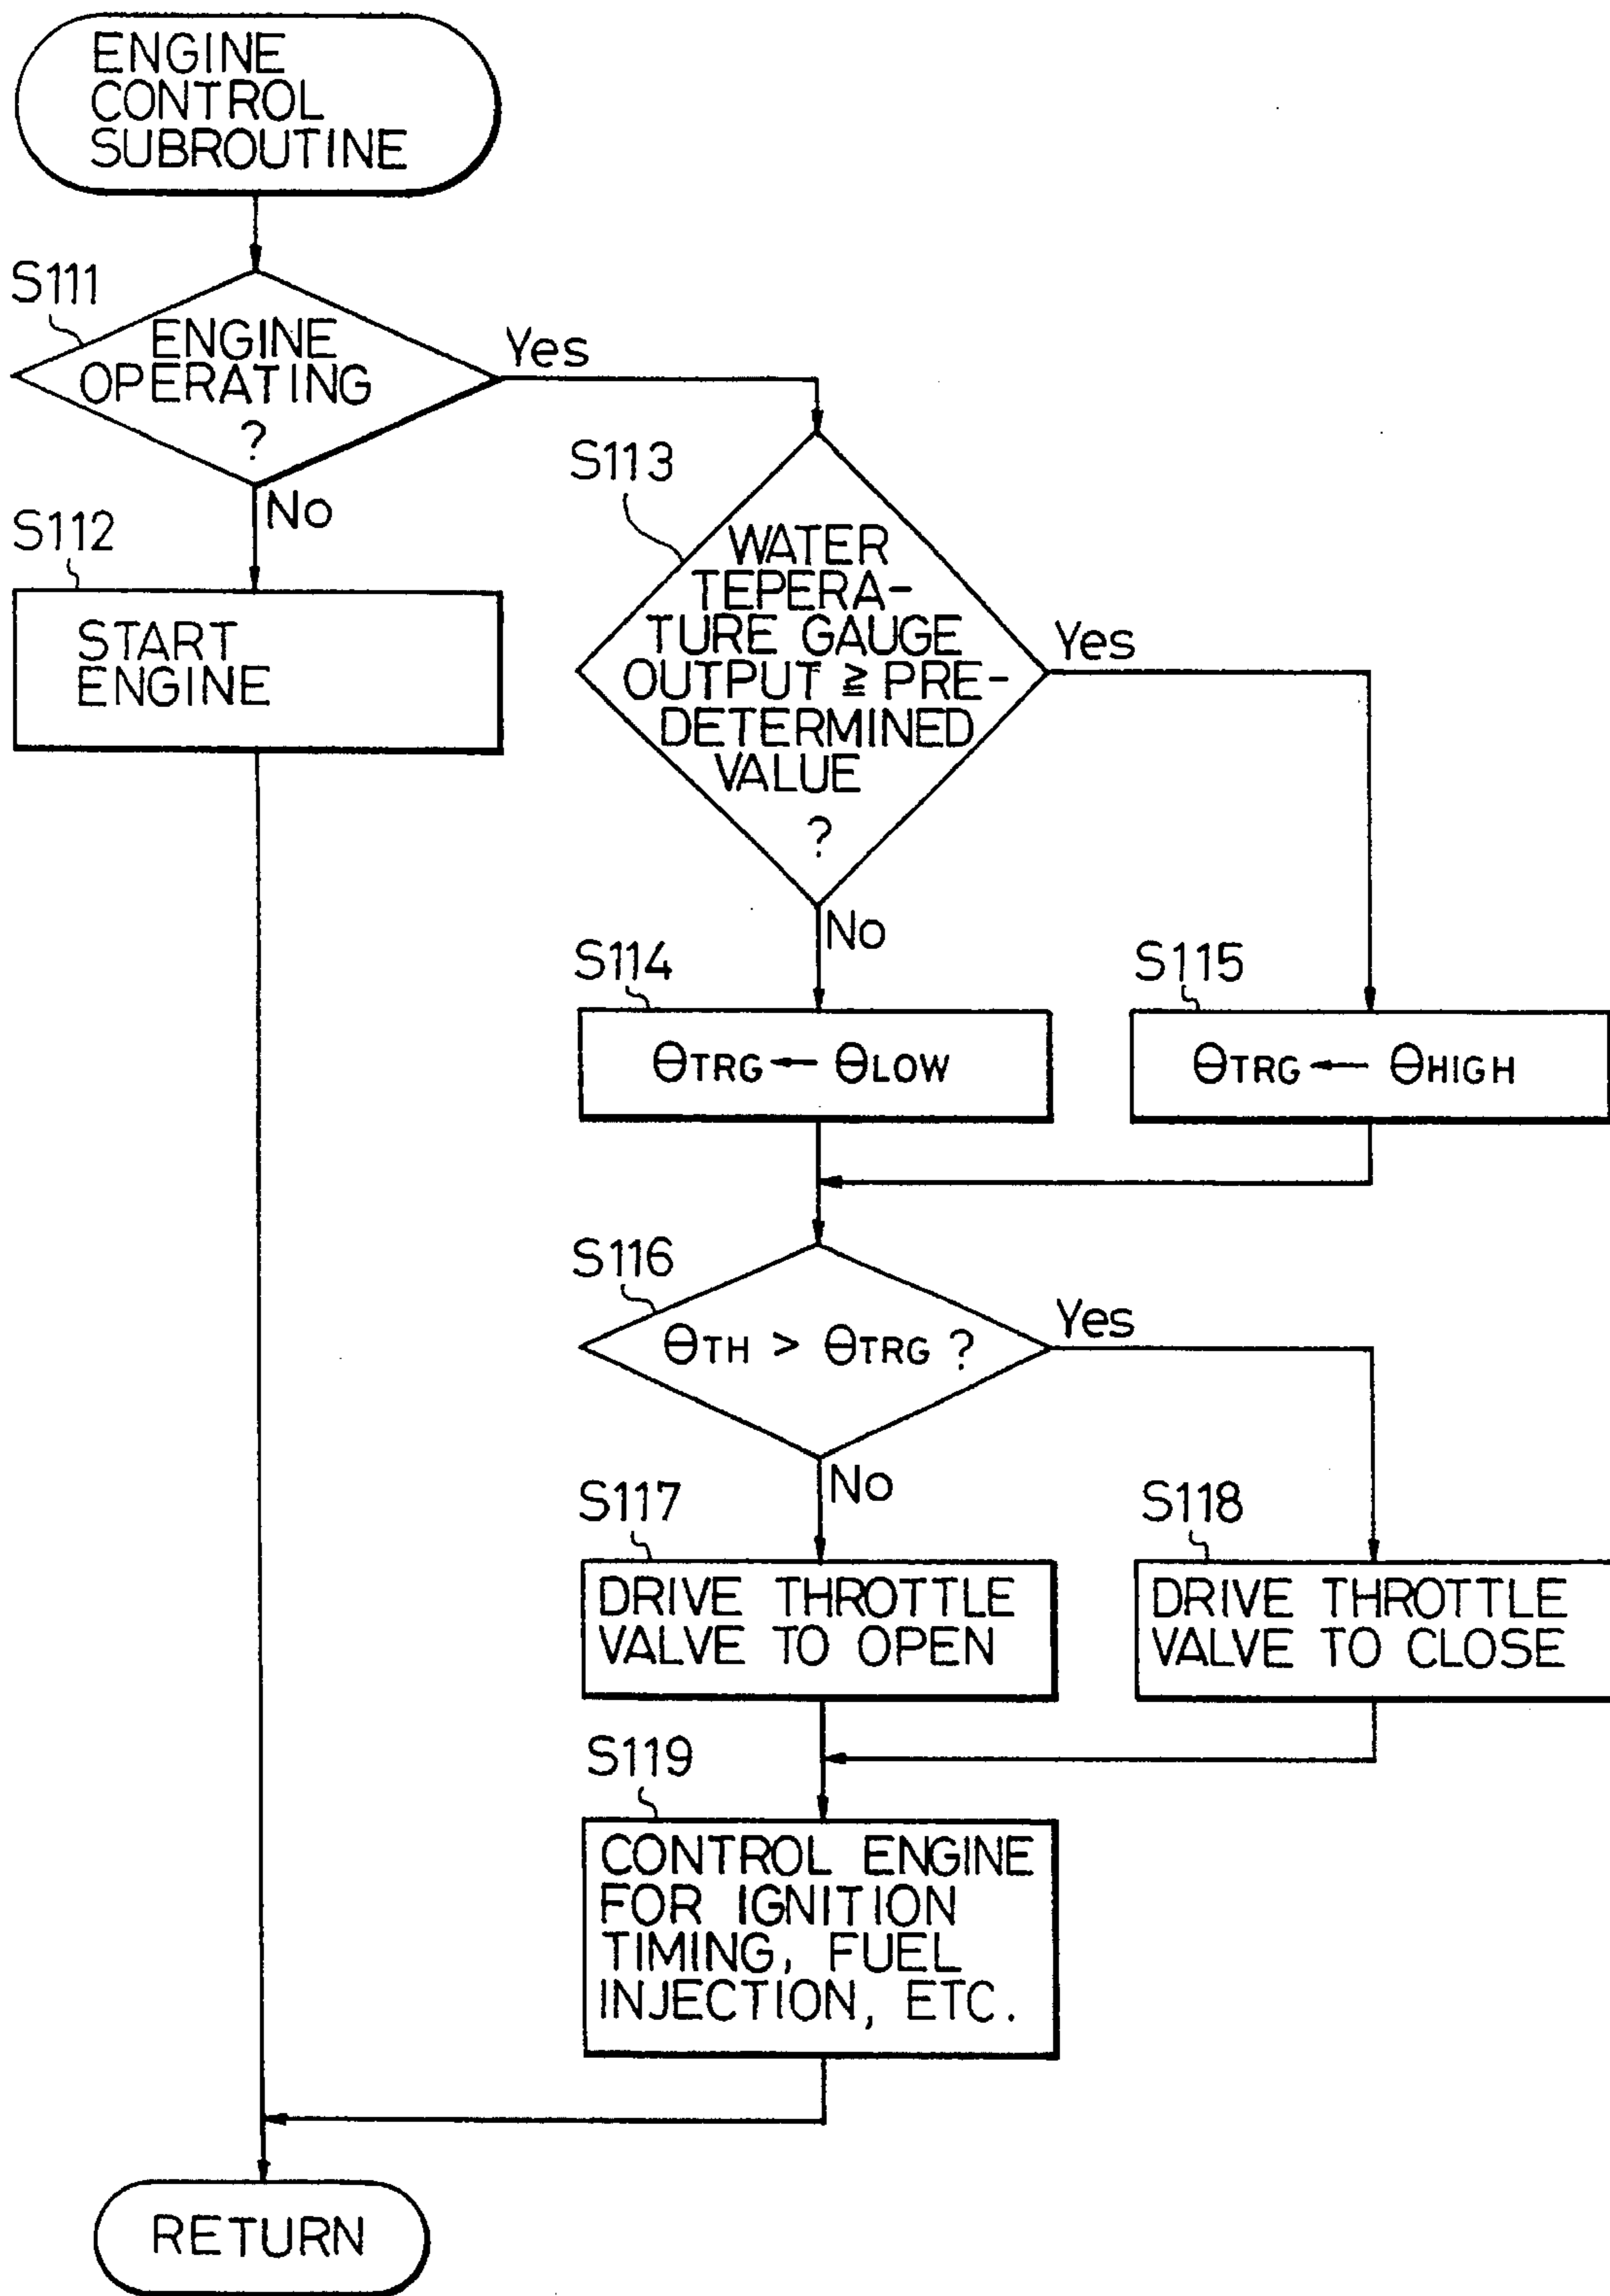 ENGINE
CONTROL
SUBROUTINE
S111
ENGINE
OPERATING
?
Yes
No
S112
START
ENGINE
S113
WATER
TEPERA-
TURE GAUGE
OUTPUT ≧ PRE-
DETERMINED
VALUE
?
Yes
No
S114
ΘTRG ← ΘLOW
S115
ΘTRG ← ΘHIGH
S116
ΘTH > ΘTRG ?
Yes
No
S117
DRIVE THROTTLE
VALVE TO OPEN
S118
DRIVE THROTTLE
VALVE TO CLOSE
S119
CONTROL ENGINE
FOR IGNITION
TIMING, FUEL
INJECTION, ETC.
RETURN